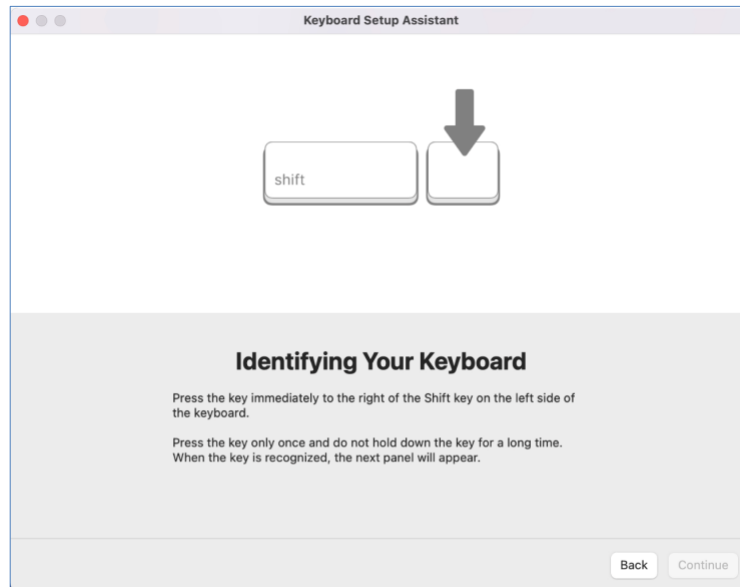 Keyboard Setup Assistant
shift
Identifying Your Keyboard
Press the key immediately to the right of the Shift key on the left side of
the keyboard.
Press the key only once and do not hold down the key for a long time.
When the key is recognized, the next panel will appear.
Back
Continue